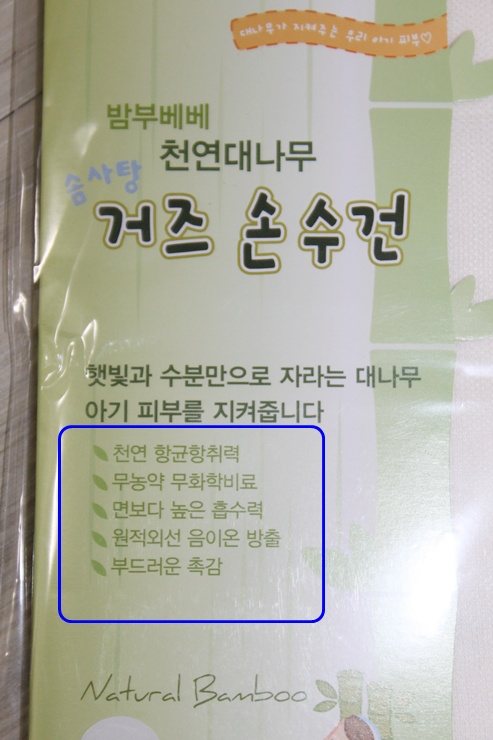 대나무가 지켜주는 우리 아기 피부♡
밤부베베
천연대나무
솜사탕
거즈 손수건
햇빛과 수분만으로 자라는 대나무
아기 피부를 지켜줍니다
천연 항균항취력
무농약 무화학비료
면보다 높은 흡수력
원적외선 음이온 방출
부드러운 촉감
Natural Bamboo